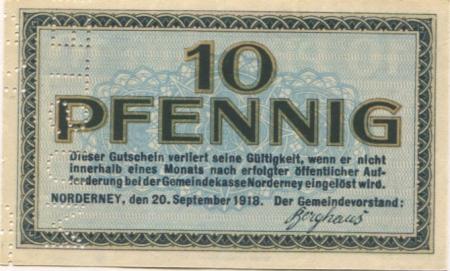 10
PFENNIG
Dieser Gutschein verliert seine Gültigkeit, wenn er nicht
innerhalb eines Monats nach erfolgter öffentlicher Auf-
forderung bei der Gemeindekasse Norderney eingelöst wird.
NORDERNEY, den 20. September 1918. Der Gemeindevorstand:
Berghaus